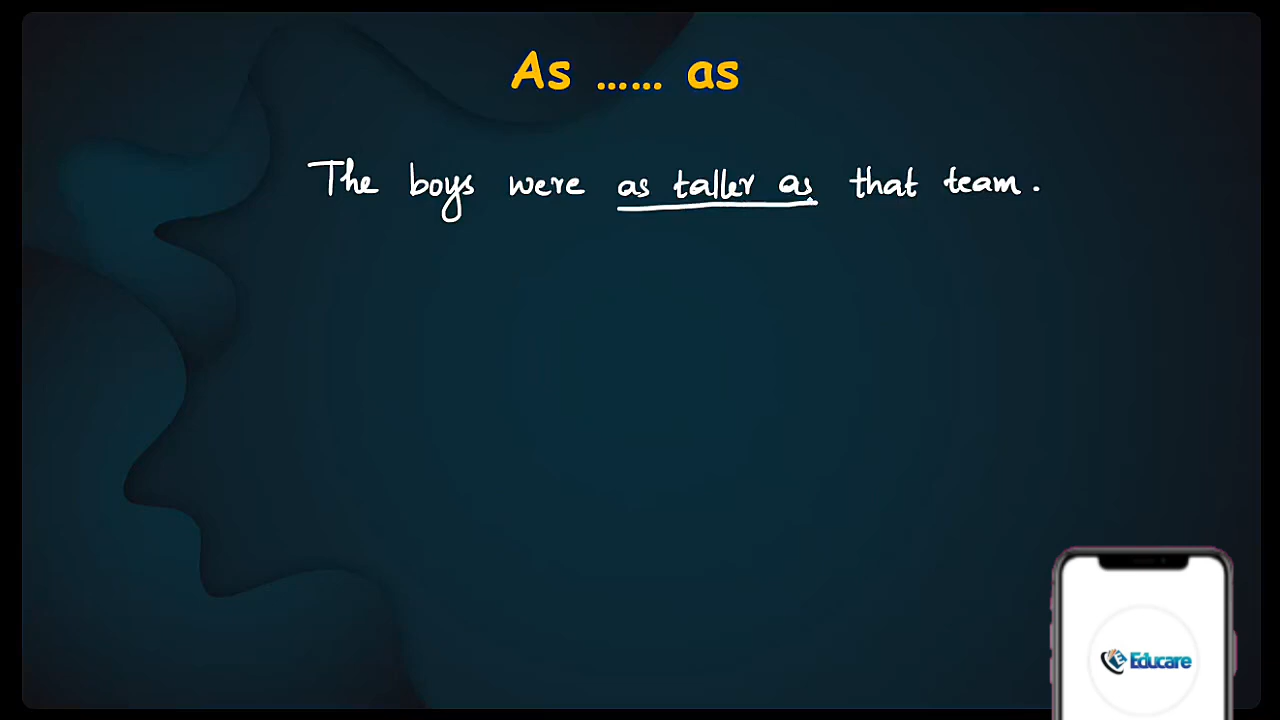 As ...... as
The boys were as taller as that team.
Educare